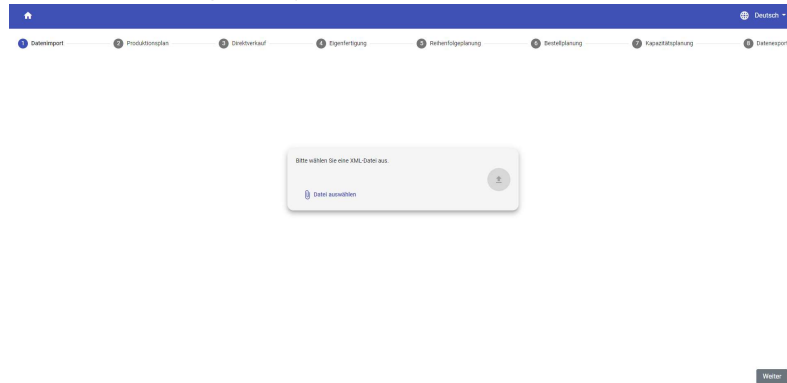 Deutsch
1 Datenimport 2 Produktionsplan 3 Direktverkauf 4 Eigenfertigung 5 Reihenfolgeplanung 6 Bestellplanung 7 Kapazitätsplanung 8 Datenexport
Bitte wählen Sie eine XML-Datei aus.
Datei auswählen
Weiter